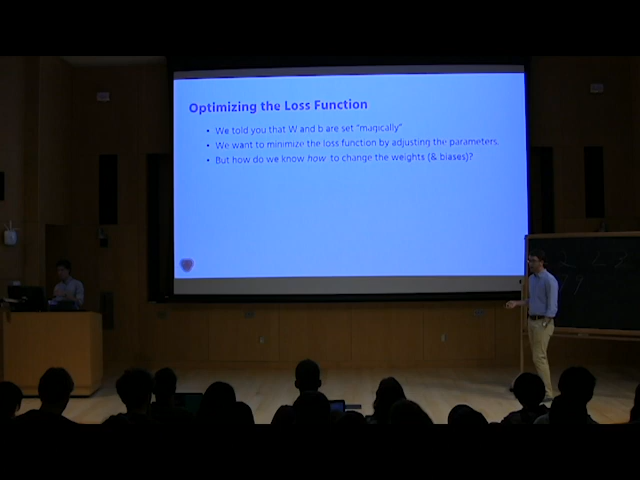 Optimizing the Loss Function
• We told you that W and b are set "magically"
• We want to minimize the loss function by adjusting the parameters.
• But how do we know how to change the weights (& biases)?